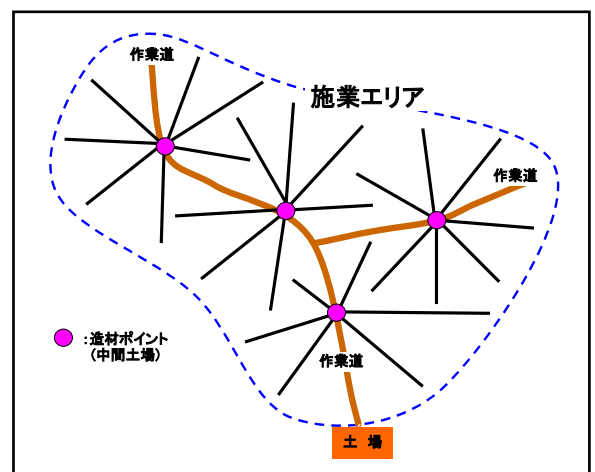 作業道
施業エリア
作業道
:造材ポイント
(中間土場)
作業道
土 場